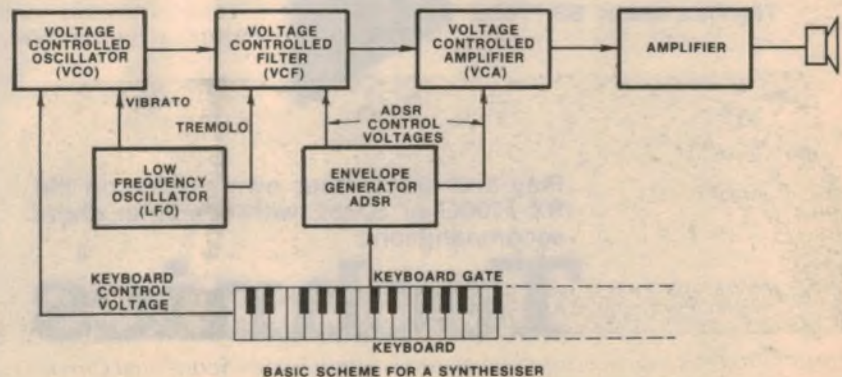 VOLTAGE
CONTROLLED
OSCILLATOR
(VCO)
VOLTAGE
CONTROLLED
FILTER
(VCF)
VOLTAGE
CONTROLLED
AMPLIFIER
(VCA)
AMPLIFIER
VIBRATO
TREMOLO
ADSR
CONTROL
VOLTAGES
LOW
FREQUENCY
OSCILLATOR
(LFO)
ENVELOPE
GENERATOR
ADSR
KEYBOARD
CONTROL
VOLTAGE
KEYBOARD GATE
KEYBOARD
BASIC SCHEME FOR A SYNTHESISER